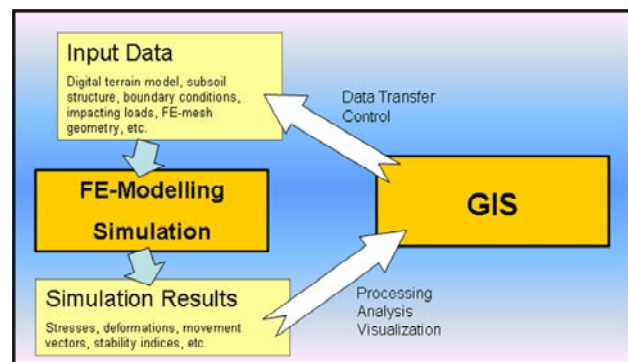 Input Data
Digital terrain model, subsoil
structure, boundary conditions,
impacting loads, FE-mesh
geometry, etc.
Data Transfer
Control
FE-Modelling
Simulation
GIS
Simulation Results
Stresses, deformations, movement
vectors, stability indices, etc.
Processing
Analysis
Visualization